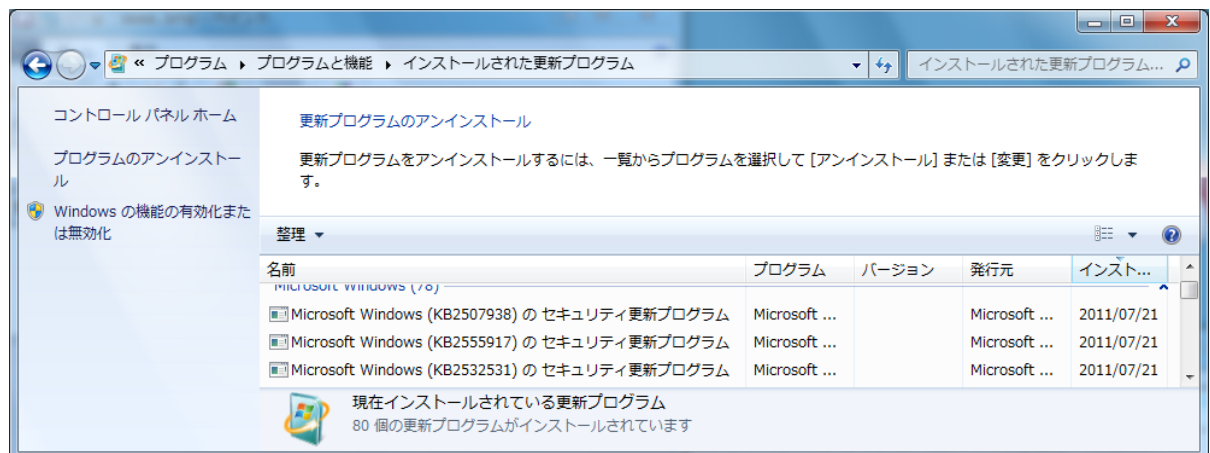 « プログラム ▸ プログラムと機能 ▸ インストールされた更新プログラム
インストールされた更新プログラム...
コントロール パネル ホーム
プログラムのアンインストー
ル
Windows の機能の有効化また
は無効化
更新プログラムのアンインストール
更新プログラムをアンインストールするには、一覧からプログラムを選択して [アンインストール] または [変更] をクリックしま
す。
整理
名前 プログラム バージョン 発行元 インスト...
Microsoft Windows (78)
Microsoft Windows (KB2507938) の セキュリティ更新プログラム Microsoft ... Microsoft ... 2011/07/21
Microsoft Windows (KB2555917) の セキュリティ更新プログラム Microsoft ... Microsoft ... 2011/07/21
Microsoft Windows (KB2532531) の セキュリティ更新プログラム Microsoft ... Microsoft ... 2011/07/21
現在インストールされている更新プログラム
80 個の更新プログラムがインストールされています